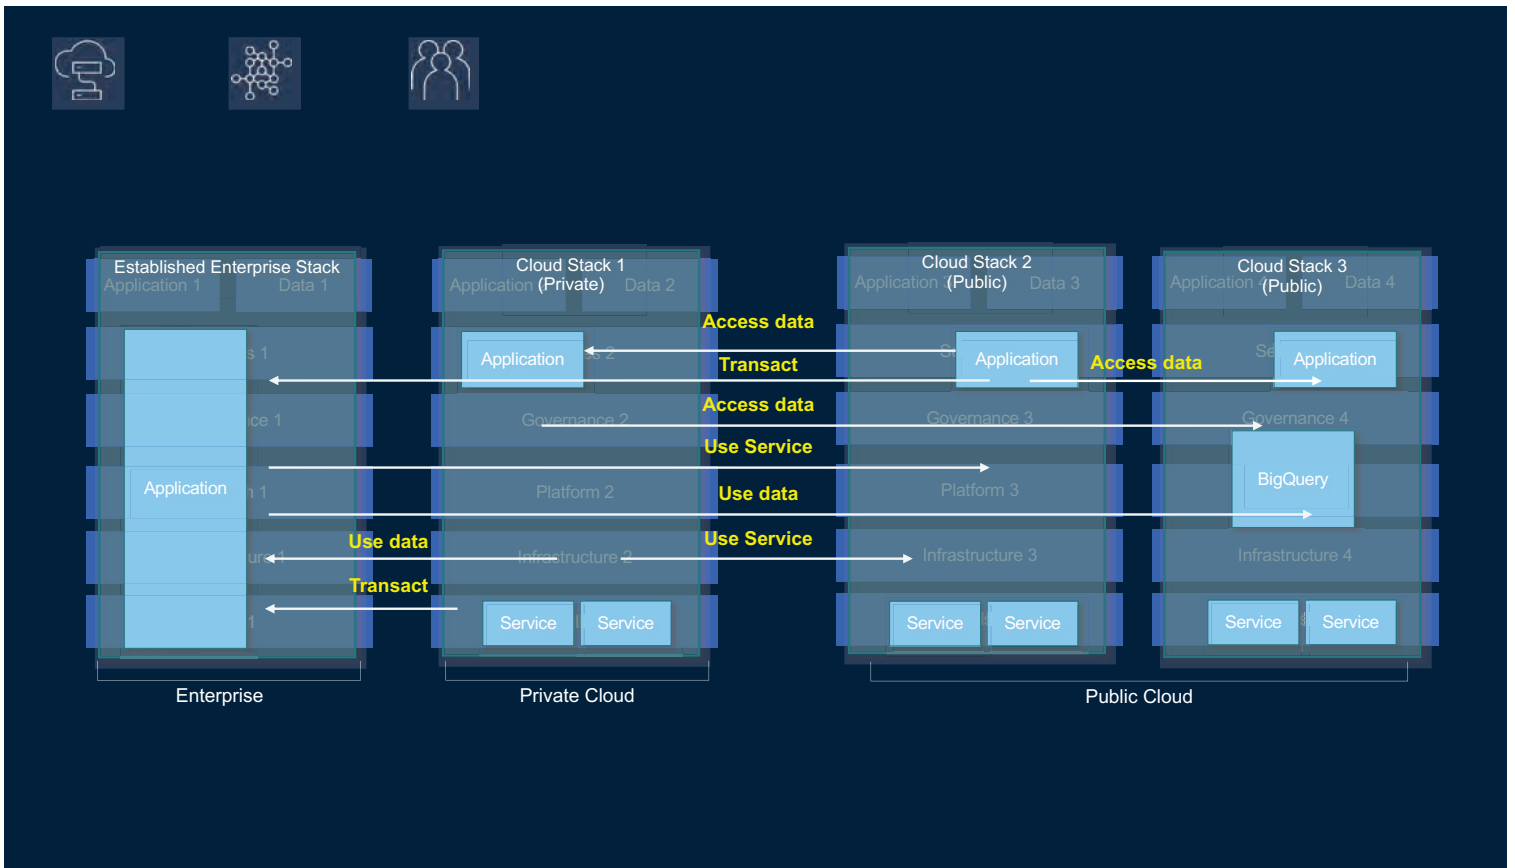 Established Enterprise Stack
Application 1
Data 1
Cloud Stack 1
(Private)
Application
Data 2
Cloud Stack 2
(Public)
Application 3
Data 3
Cloud Stack 3
(Public)
Application 4
Data 4
Access data
Application
Application
Application
Transact
Access data
Access data
Governance 2
Governance 3
Governance 4
Use Service
Application
Platform 2
Platform 3
BigQuery
Use data
Use data
Use Service
Infrastructure 2
Infrastructure 3
Infrastructure 4
Transact
Service
Service
Service
Service
Service
Service
Enterprise
Private Cloud
Public Cloud